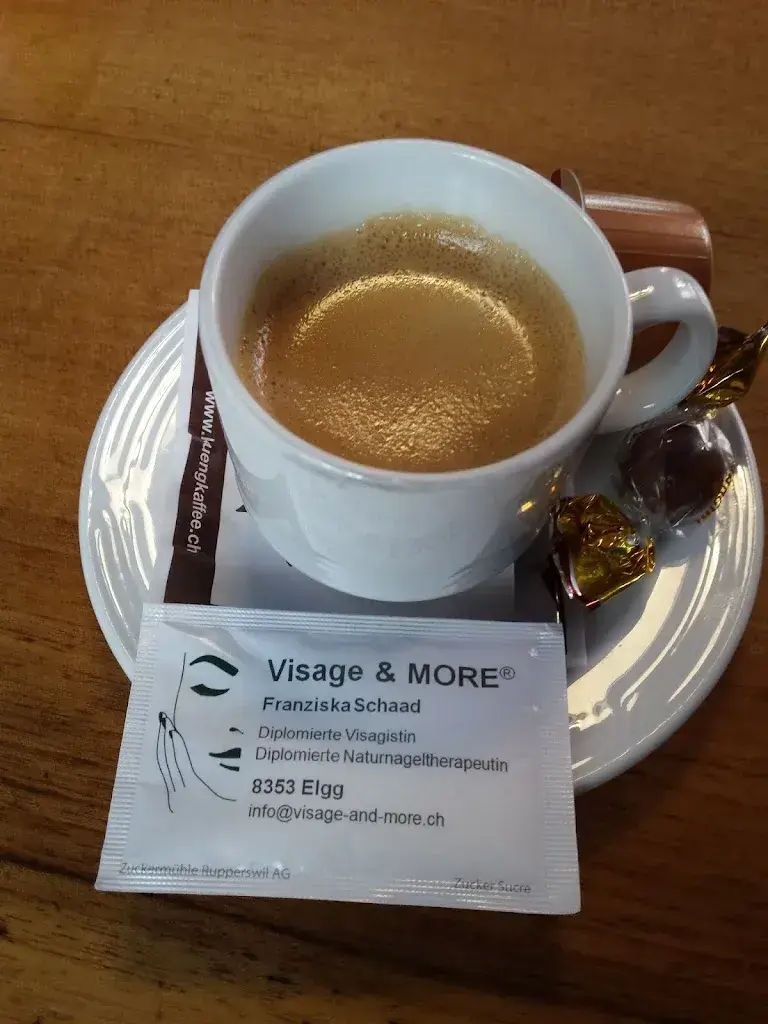 www.kuengkaffee.ch
Visage & MORE®
Franziska Schaad
Diplomierte Visagistin
Diplomierte Naturnageltherapeutin
8353 Elgg
info@visage-and-more.ch
Zuckermühle Rupperswil AG
Zucker Sucre